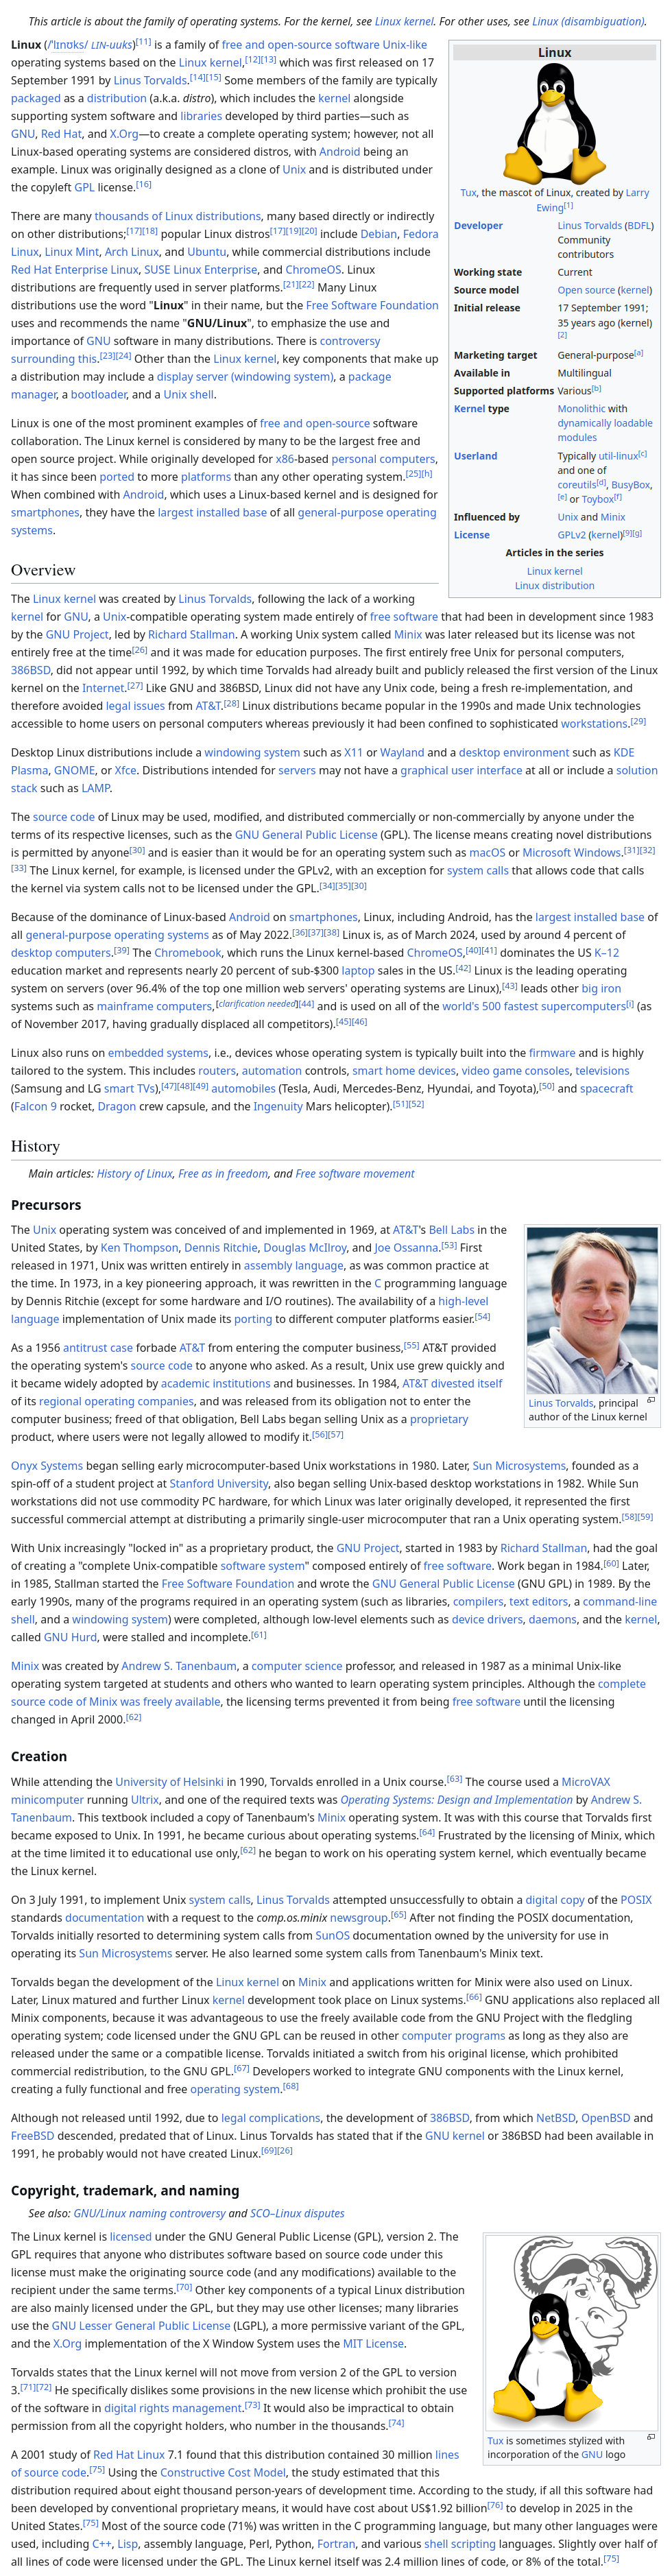 This article is about the family of operating systems. For the kernel, see Linux kernel. For other uses, see Linux (disambiguation).
Linux (/ˈlɪnʊks/ LIN-uuks)[11] is a family of free and open-source software Unix-like
operating systems based on the Linux kernel,[12][13] which was first released on 17
September 1991 by Linus Torvalds.[14][15] Some members of the family are typically
packaged as a distribution (a.k.a. distro), which includes the kernel alongside
supporting system software and libraries developed by third parties—such as
GNU, Red Hat, and X.Org—to create a complete operating system; however, not all
Linux-based operating systems are considered distros, with Android being an
example. Linux was originally designed as a clone of Unix and is distributed under
the copyleft GPL license.[16]
There are many thousands of Linux distributions, many based directly or indirectly
on other distributions;[17][18] popular Linux distros[17][19][20] include Debian, Fedora
Linux, Linux Mint, Arch Linux, and Ubuntu, while commercial distributions include
Red Hat Enterprise Linux, SUSE Linux Enterprise, and ChromeOS. Linux
distributions are frequently used in server platforms.[21][22] Many Linux
distributions use the word "Linux" in their name, but the Free Software Foundation
uses and recommends the name "GNU/Linux", to emphasize the use and
importance of GNU software in many distributions. There is controversy
surrounding this.[23][24] Other than the Linux kernel, key components that make up
a distribution may include a display server (windowing system), a package
manager, a bootloader, and a Unix shell.
Linux is one of the most prominent examples of free and open-source software
collaboration. The Linux kernel is considered by many to be the largest free and
open source project. While originally developed for x86-based personal computers,
it has since been ported to more platforms than any other operating system.[25][h]
When combined with Android, which uses a Linux-based kernel and is designed for
smartphones, they have the largest installed base of all general-purpose operating
systems.
Linux
Tux, the mascot of Linux, created by Larry
Ewing[1]
Developer Linus Torvalds (BDFL)
Community
contributors
Working state Current
Source model Open source (kernel)
Initial release 17 September 1991;
35 years ago (kernel)
[2]
Marketing target General-purpose[a]
Available in Multilingual
Supported platforms Various[b]
Kernel type Monolithic with
dynamically loadable
modules
Userland Typically util-linux[c]
and one of
coreutils[d], BusyBox,
[e] or Toybox[f]
Influenced by Unix and Minix
License GPLv2 (kernel)[9][g]
Articles in the series
Linux kernel
Linux distribution
Overview
The Linux kernel was created by Linus Torvalds, following the lack of a working
kernel for GNU, a Unix-compatible operating system made entirely of free software that had been in development since 1983
by the GNU Project, led by Richard Stallman. A working Unix system called Minix was later released but its license was not
entirely free at the time[26] and it was made for education purposes. The first entirely free Unix for personal computers,
386BSD, did not appear until 1992, by which time Torvalds had already built and publicly released the first version of the Linux
kernel on the Internet.[27] Like GNU and 386BSD, Linux did not have any Unix code, being a fresh re-implementation, and
therefore avoided legal issues from AT&T.[28] Linux distributions became popular in the 1990s and made Unix technologies
accessible to home users on personal computers whereas previously it had been confined to sophisticated workstations.[29]
Desktop Linux distributions include a windowing system such as X11 or Wayland and a desktop environment such as KDE
Plasma, GNOME, or Xfce. Distributions intended for servers may not have a graphical user interface at all or include a solution
stack such as LAMP.
The source code of Linux may be used, modified, and distributed commercially or non-commercially by anyone under the
terms of its respective licenses, such as the GNU General Public License (GPL). The license means creating novel distributions
is permitted by anyone[30] and is easier than it would be for an operating system such as macOS or Microsoft Windows.[31][32]
[33] The Linux kernel, for example, is licensed under the GPLv2, with an exception for system calls that allows code that calls
the kernel via system calls not to be licensed under the GPL.[34][35][30]
Because of the dominance of Linux-based Android on smartphones, Linux, including Android, has the largest installed base of
all general-purpose operating systems as of May 2022.[36][37][38] Linux is, as of March 2024, used by around 4 percent of
desktop computers.[39] The Chromebook, which runs the Linux kernel-based ChromeOS,[40][41] dominates the US K–12
education market and represents nearly 20 percent of sub-$300 laptop sales in the US.[42] Linux is the leading operating
system on servers (over 96.4% of the top one million web servers' operating systems are Linux),[43] leads other big iron
systems such as mainframe computers,[clarification needed][44] and is used on all of the world's 500 fastest supercomputers[i] (as
of November 2017, having gradually displaced all competitors).[45][46]
Linux also runs on embedded systems, i.e., devices whose operating system is typically built into the firmware and is highly
tailored to the system. This includes routers, automation controls, smart home devices, video game consoles, televisions
(Samsung and LG smart TVs),[47][48][49] automobiles (Tesla, Audi, Mercedes-Benz, Hyundai, and Toyota),[50] and spacecraft
(Falcon 9 rocket, Dragon crew capsule, and the Ingenuity Mars helicopter).[51][52]
History
Main articles: History of Linux, Free as in freedom, and Free software movement
Precursors
The Unix operating system was conceived of and implemented in 1969, at AT&T's Bell Labs in the
United States, by Ken Thompson, Dennis Ritchie, Douglas McIlroy, and Joe Ossanna.[53] First
released in 1971, Unix was written entirely in assembly language, as was common practice at
the time. In 1973, in a key pioneering approach, it was rewritten in the C programming language
by Dennis Ritchie (except for some hardware and I/O routines). The availability of a high-level
language implementation of Unix made its porting to different computer platforms easier.[54]
As a 1956 antitrust case forbade AT&T from entering the computer business,[55] AT&T provided
the operating system's source code to anyone who asked. As a result, Unix use grew quickly and
it became widely adopted by academic institutions and businesses. In 1984, AT&T divested itself
of its regional operating companies, and was released from its obligation not to enter the
computer business; freed of that obligation, Bell Labs began selling Unix as a proprietary
product, where users were not legally allowed to modify it.[56][57]
Linus Torvalds, principal
author of the Linux kernel
Onyx Systems began selling early microcomputer-based Unix workstations in 1980. Later, Sun Microsystems, founded as a
spin-off of a student project at Stanford University, also began selling Unix-based desktop workstations in 1982. While Sun
workstations did not use commodity PC hardware, for which Linux was later originally developed, it represented the first
successful commercial attempt at distributing a primarily single-user microcomputer that ran a Unix operating system.[58][59]
With Unix increasingly "locked in" as a proprietary product, the GNU Project, started in 1983 by Richard Stallman, had the goal
of creating a "complete Unix-compatible software system" composed entirely of free software. Work began in 1984.[60] Later,
in 1985, Stallman started the Free Software Foundation and wrote the GNU General Public License (GNU GPL) in 1989. By the
early 1990s, many of the programs required in an operating system (such as libraries, compilers, text editors, a command-line
shell, and a windowing system) were completed, although low-level elements such as device drivers, daemons, and the kernel,
called GNU Hurd, were stalled and incomplete.[61]
Minix was created by Andrew S. Tanenbaum, a computer science professor, and released in 1987 as a minimal Unix-like
operating system targeted at students and others who wanted to learn operating system principles. Although the complete
source code of Minix was freely available, the licensing terms prevented it from being free software until the licensing
changed in April 2000.[62]
Creation
While attending the University of Helsinki in 1990, Torvalds enrolled in a Unix course.[63] The course used a MicroVAX
minicomputer running Ultrix, and one of the required texts was Operating Systems: Design and Implementation by Andrew S.
Tanenbaum. This textbook included a copy of Tanenbaum's Minix operating system. It was with this course that Torvalds first
became exposed to Unix. In 1991, he became curious about operating systems.[64] Frustrated by the licensing of Minix, which
at the time limited it to educational use only,[62] he began to work on his operating system kernel, which eventually became
the Linux kernel.
On 3 July 1991, to implement Unix system calls, Linus Torvalds attempted unsuccessfully to obtain a digital copy of the POSIX
standards documentation with a request to the comp.os.minix newsgroup.[65] After not finding the POSIX documentation,
Torvalds initially resorted to determining system calls from SunOS documentation owned by the university for use in
operating its Sun Microsystems server. He also learned some system calls from Tanenbaum's Minix text.
Torvalds began the development of the Linux kernel on Minix and applications written for Minix were also used on Linux.
Later, Linux matured and further Linux kernel development took place on Linux systems.[66] GNU applications also replaced all
Minix components, because it was advantageous to use the freely available code from the GNU Project with the fledgling
operating system; code licensed under the GNU GPL can be reused in other computer programs as long as they also are
released under the same or a compatible license. Torvalds initiated a switch from his original license, which prohibited
commercial redistribution, to the GNU GPL.[67] Developers worked to integrate GNU components with the Linux kernel,
creating a fully functional and free operating system.[68]
Although not released until 1992, due to legal complications, the development of 386BSD, from which NetBSD, OpenBSD and
FreeBSD descended, predated that of Linux. Linus Torvalds has stated that if the GNU kernel or 386BSD had been available in
1991, he probably would not have created Linux.[69][26]
Copyright, trademark, and naming
See also: GNU/Linux naming controversy and SCO–Linux disputes
The Linux kernel is licensed under the GNU General Public License (GPL), version 2. The
GPL requires that anyone who distributes software based on source code under this
license must make the originating source code (and any modifications) available to the
recipient under the same terms.[70] Other key components of a typical Linux distribution
are also mainly licensed under the GPL, but they may use other licenses; many libraries
use the GNU Lesser General Public License (LGPL), a more permissive variant of the GPL,
and the X.Org implementation of the X Window System uses the MIT License.
Torvalds states that the Linux kernel will not move from version 2 of the GPL to version
3.[71][72] He specifically dislikes some provisions in the new license which prohibit the use
of the software in digital rights management.[73] It would also be impractical to obtain
permission from all the copyright holders, who number in the thousands.[74]
Tux is sometimes stylized with
incorporation of the GNU logo
A 2001 study of Red Hat Linux 7.1 found that this distribution contained 30 million lines
of source code.[75] Using the Constructive Cost Model, the study estimated that this
distribution required about eight thousand person-years of development time. According to the study, if all this software had
been developed by conventional proprietary means, it would have cost about US$1.92 billion[76] to develop in 2025 in the
United States.[75] Most of the source code (71%) was written in the C programming language, but many other languages were
used, including C++, Lisp, assembly language, Perl, Python, Fortran, and various shell scripting languages. Slightly over half of
all lines of code were licensed under the GPL. The Linux kernel itself was 2.4 million lines of code, or 8% of the total.[75]